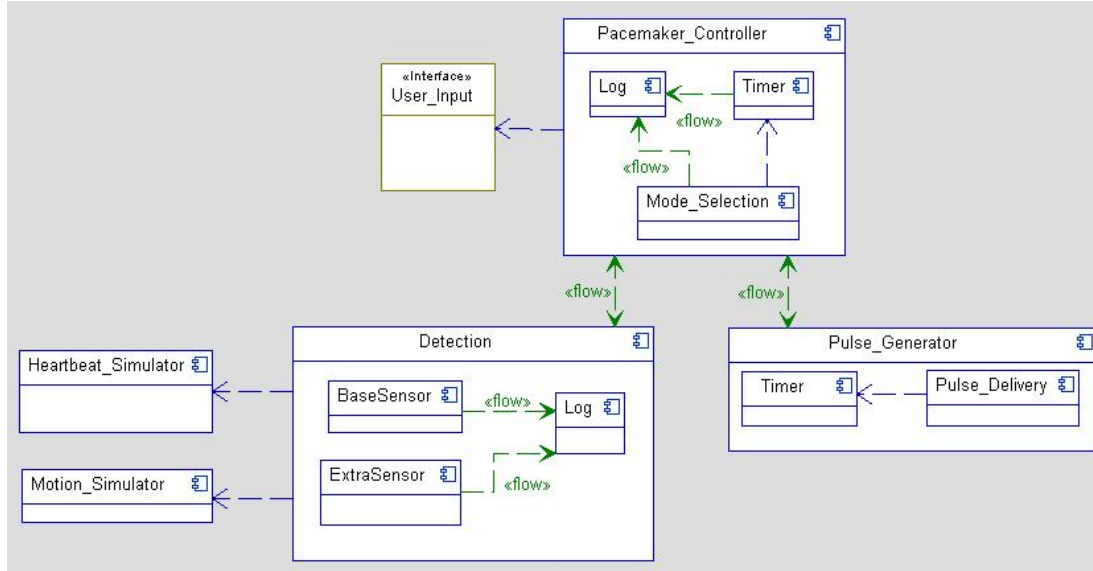 Pacemaker_Controller
«Interface»
User_Input
Log
Timer
«flow»
«flow»
Mode_Selection
«flow»
«flow»
Detection
Pulse_Generator
Heartbeat_Simulator
BaseSensor
«flow»
Log
Timer
Pulse_Delivery
Motion_Simulator
ExtraSensor
«flow»